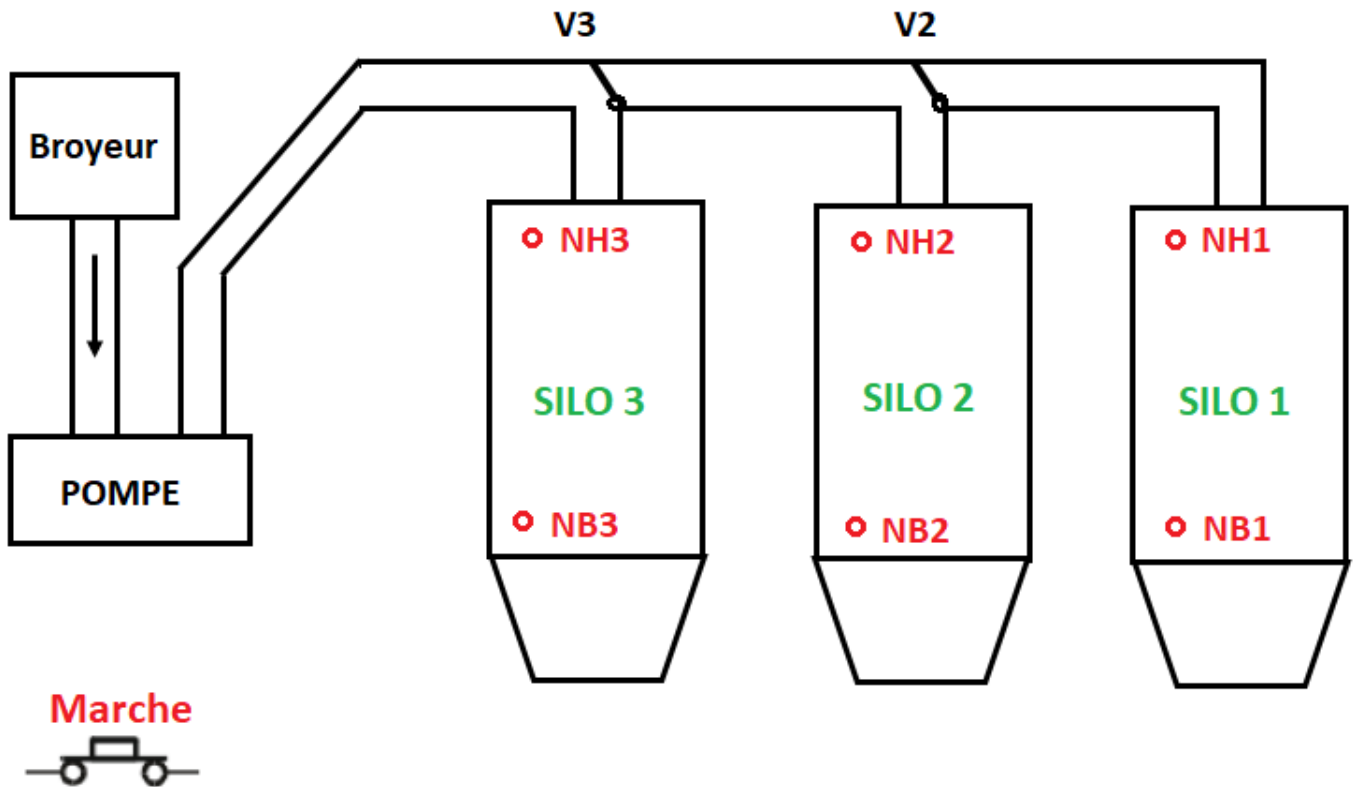 V3
V2
Broyeur
NH3
NH2
NH1
SILO 3
SILO 2
SILO 1
POMPE
NB3
NB2
NB1
Marche